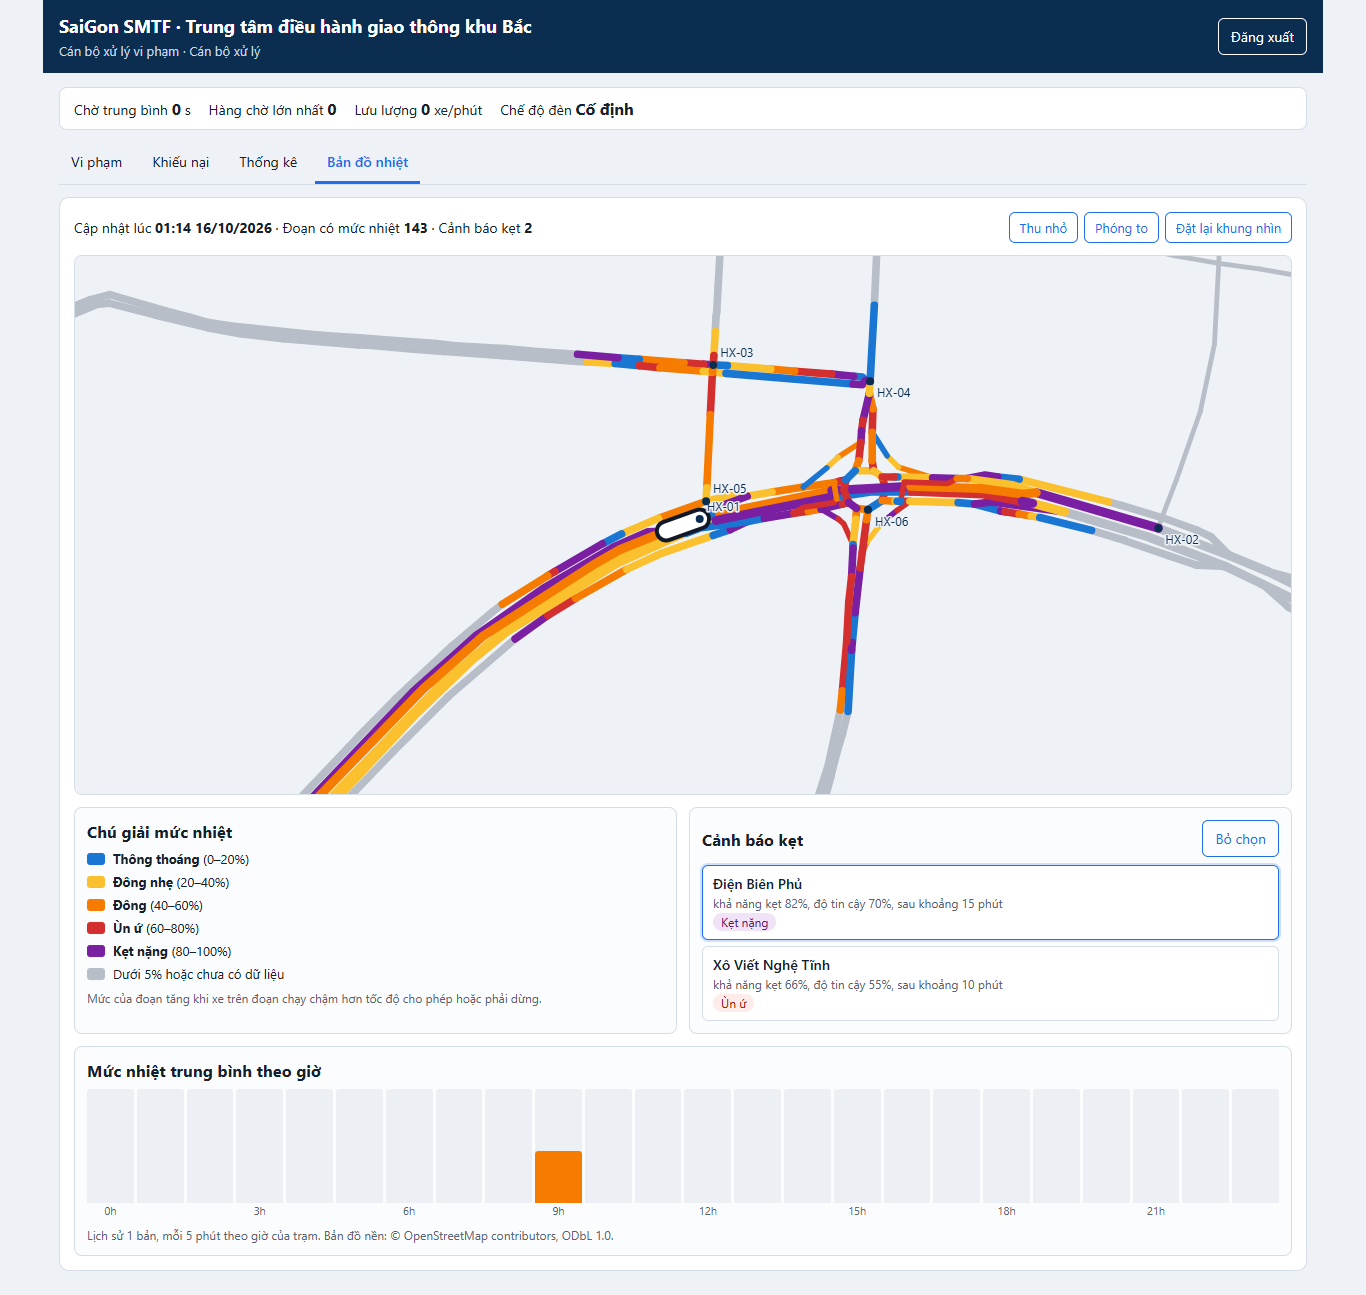 SaiGon SMTF · Trung tâm điều hành giao thông khu Bắc
Cán bộ xử lý vi phạm · Cán bộ xử lý
Đăng xuất
Chờ trung bình 0 s Hàng chờ lớn nhất 0 Lưu lượng 0 xe/phút Chế độ đèn Cố định
Vi phạm Khiếu nại Thống kê Bản đồ nhiệt
Cập nhật lúc 01:14 16/10/2026 · Đoạn có mức nhiệt 143 · Cảnh báo kẹt 2
Thu nhỏ Phóng to Đặt lại khung nhìn
HX-03
HX-04
HX-05
HX-01
HX-06
HX-02
Chú giải mức nhiệt
Thông thoáng (0–20%)
Đông nhẹ (20–40%)
Đông (40–60%)
Ùn ứ (60–80%)
Kẹt nặng (80–100%)
Dưới 5% hoặc chưa có dữ liệu
Mức của đoạn tăng khi xe trên đoạn chạy chậm hơn tốc độ cho phép hoặc phải dừng.
Cảnh báo kẹt
Bỏ chọn
Điện Biên Phủ
khả năng kẹt 82%, độ tin cậy 70%, sau khoảng 15 phút
Kẹt nặng
Xô Viết Nghệ Tĩnh
khả năng kẹt 66%, độ tin cậy 55%, sau khoảng 10 phút
Ùn ứ
Mức nhiệt trung bình theo giờ
0h 3h 6h 9h 12h 15h 18h 21h
Lịch sử 1 bản, mỗi 5 phút theo giờ của trạm. Bản đồ nền: © OpenStreetMap contributors, ODbL 1.0.